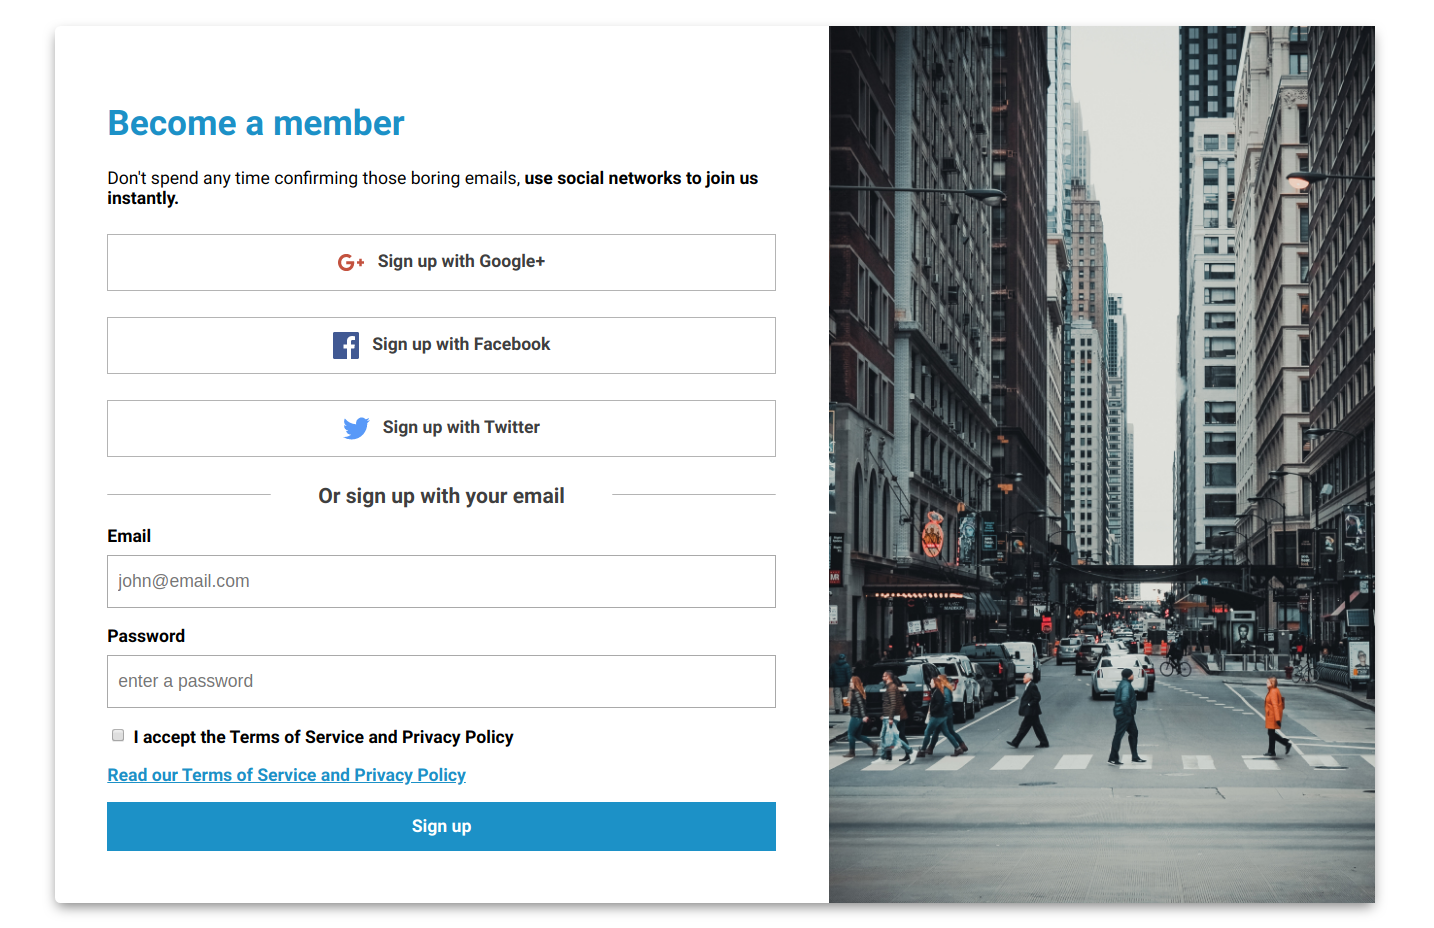 Become a member
Don't spend any time confirming those boring emails, use social networks to join us
instantly.
G+ Sign up with Google+
Sign up with Facebook
Sign up with Twitter
Or sign up with your email
Email
john@email.com
Password
enter a password
I accept the Terms of Service and Privacy Policy
Read our Terms of Service and Privacy Policy
Sign up